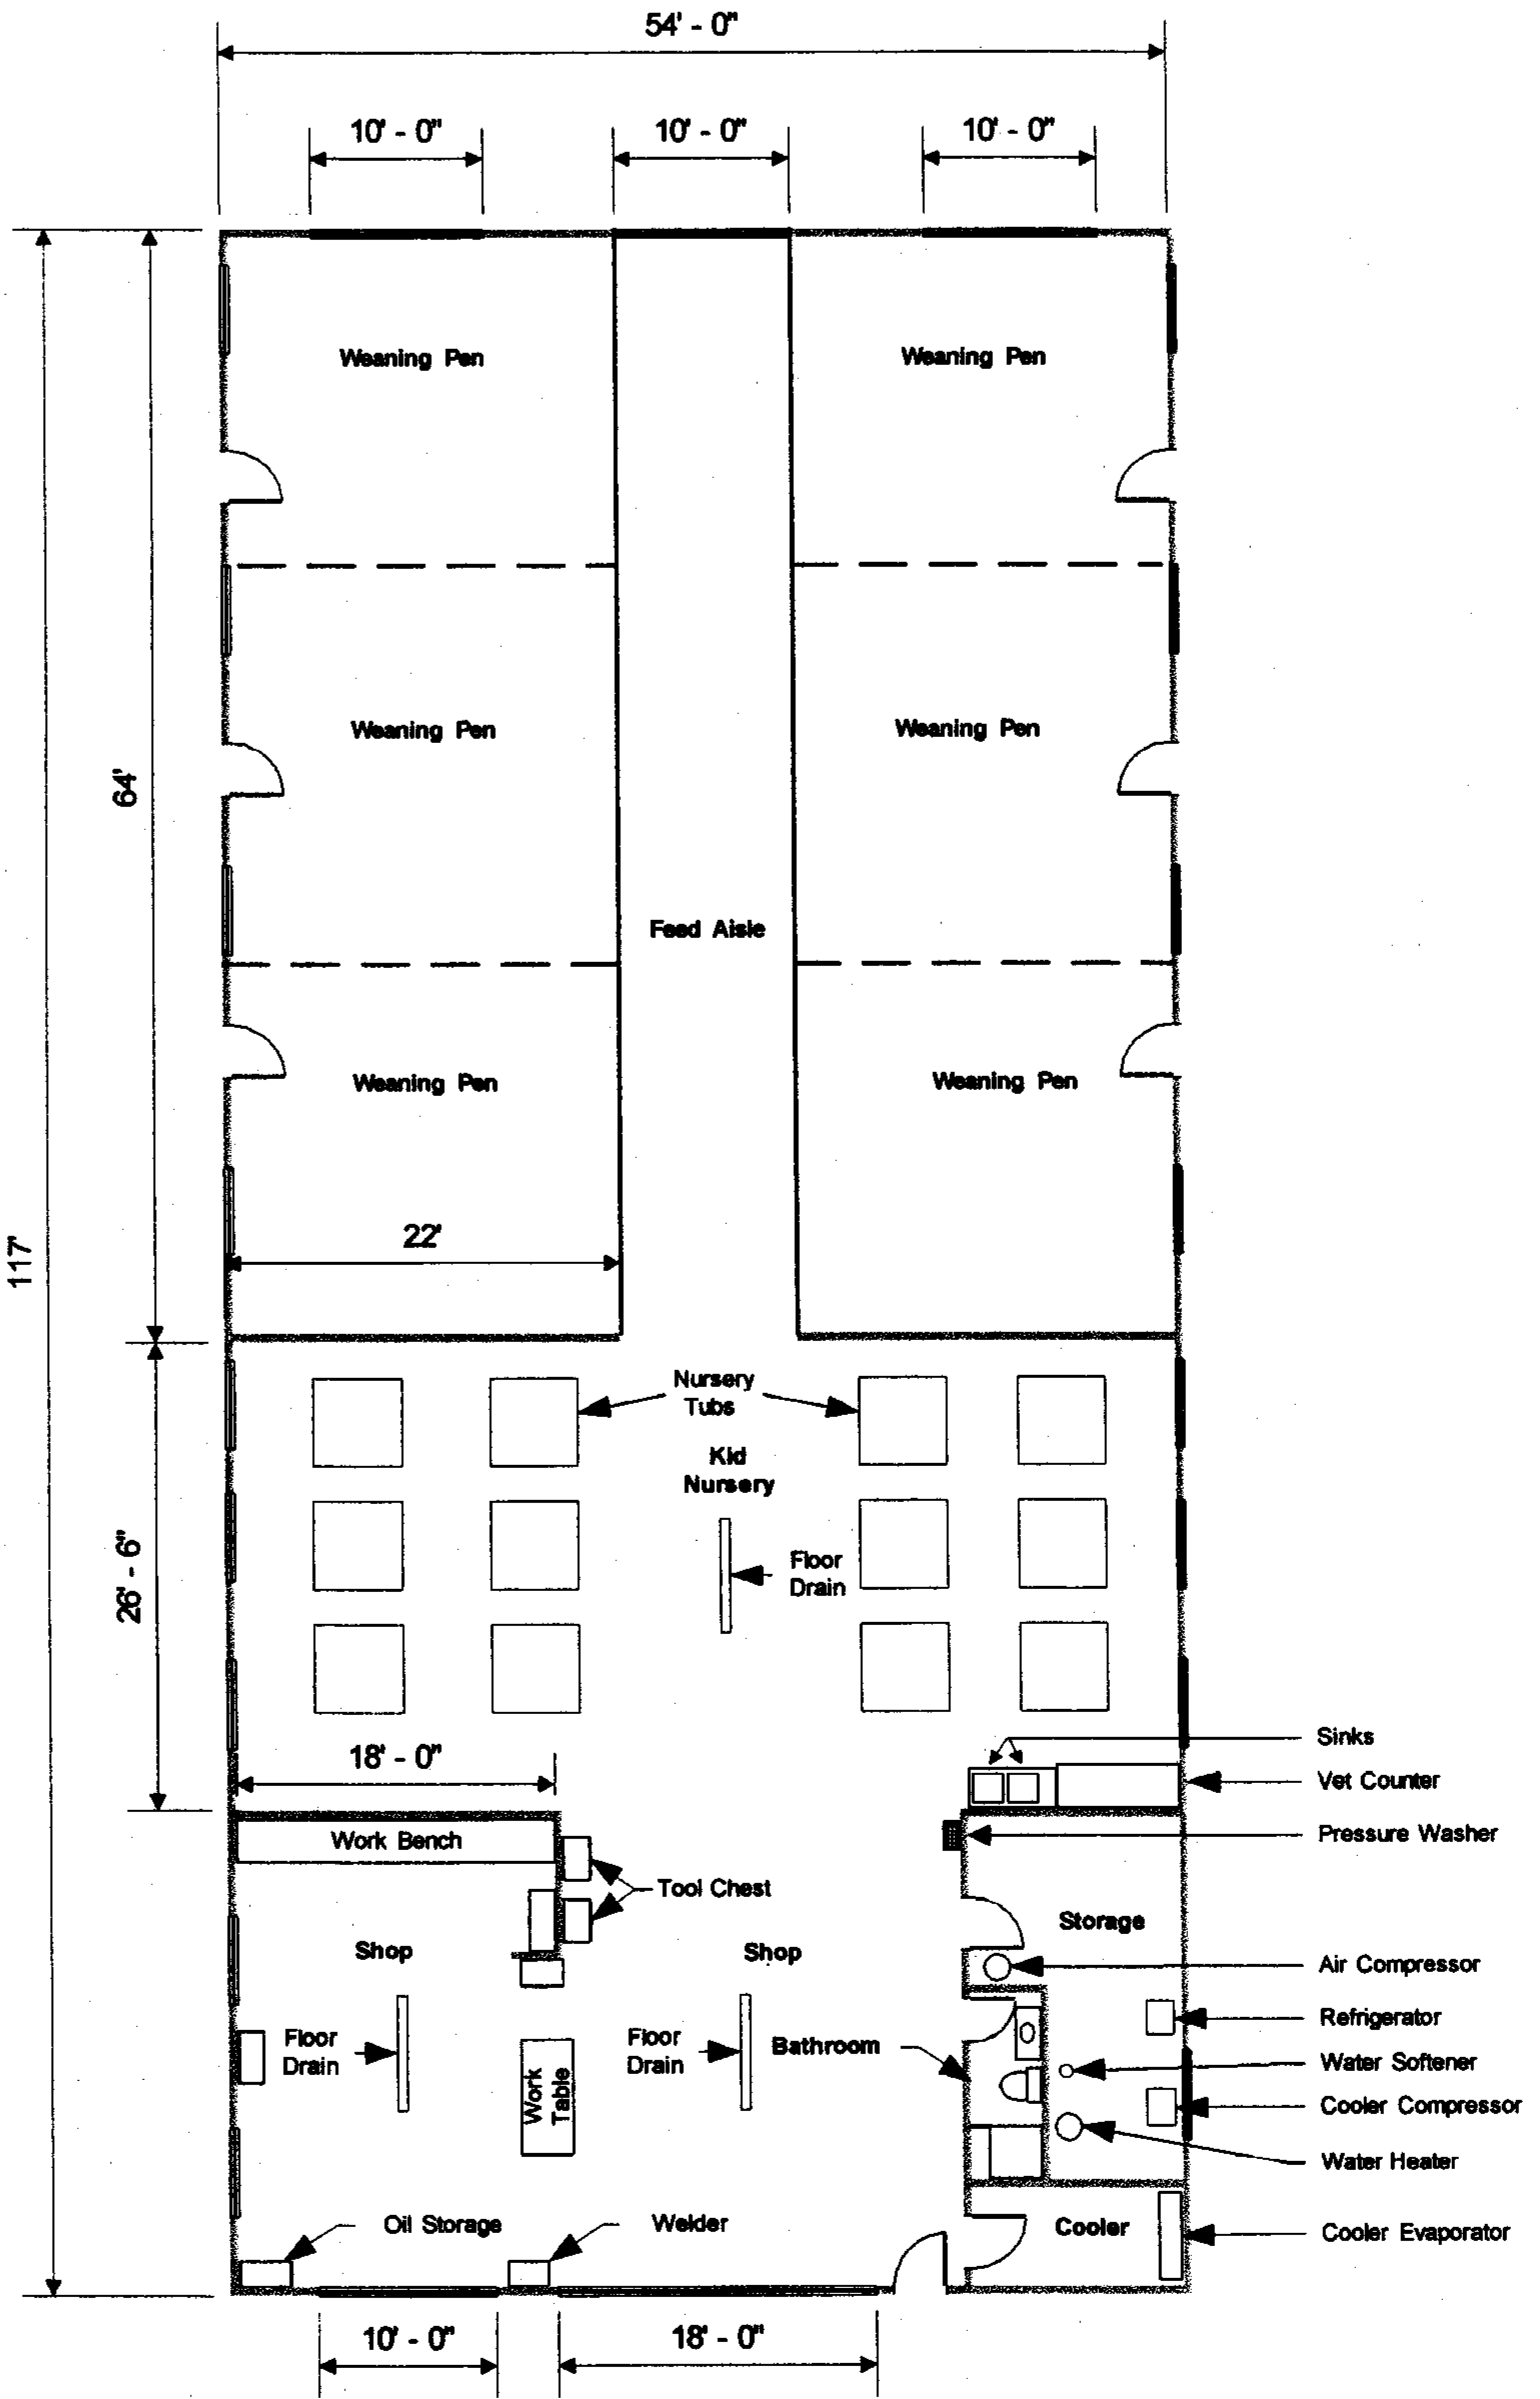 54' - 0"
10' - 0"
10' - 0"
10' - 0"
Weaning Pen
Weaning Pen
Weaning Pen
Weaning Pen
64'
Feed Aisle
Weaning Pen
Weaning Pen
22'
117'
Nursery
Tubs
Kid
Nursery
Floor
Drain
26' - 6"
18' - 0"
Sinks
Vet Counter
Work Bench
Pressure Washer
Tool Chest
Storage
Shop
Shop
Air Compressor
Refrigerator
Floor
Drain
Floor
Drain
Bathroom
Water Softener
Work
Table
Cooler Compressor
Water Heater
Oil Storage
Welder
Cooler
Cooler Evaporator
10' - 0"
18' - 0"